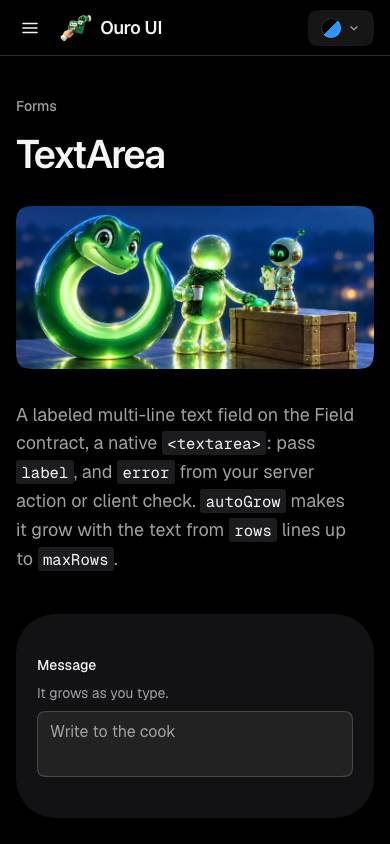 Ouro UI
Forms
TextArea
A labeled multi-line text field on the Field
contract, a native <textarea>: pass
label, and error from your server
action or client check. autoGrow makes
it grow with the text from rows lines up
to maxRows.
Message
It grows as you type.
Write to the cook